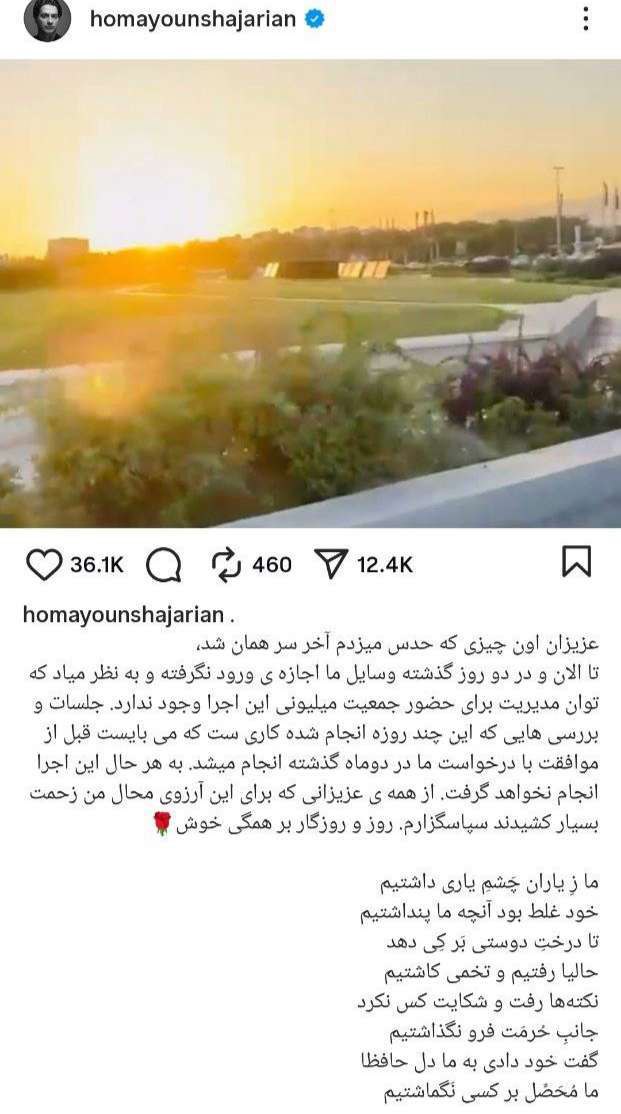 homayounshajarian
36.1K 460 12.4K
homayounshajarian .
عزیزان اون چیزی که حدس میزدم آخر سر همان شد،
تا الان و در دو روز گذشته وسایل ما اجازه ی ورود نگرفته و به نظر میاد که
توان مدیریت برای حضور جمعیت میلیونی این اجرا وجود ندارد. جلسات و
بررسی هایی که این چند روزه انجام شده کاری ست که می بایست قبل از
موافقت با درخواست ما در دوماه گذشته انجام میشد. به هر حال این اجرا
انجام نخواهد گرفت. از همه ی عزیزانی که برای این آرزوی محال من زحمت
بسیار کشیدند سپاسگزارم. روز و روزگار بر همگی خوش🌹
ما زِ یاران چَشمِ یاری داشتیم
خود غلط بود آنچه ما پنداشتیم
تا درختِ دوستی بَر کِی دهد
حالیا رفتیم و تخمی کاشتیم
نکته‌ها رفت و شکایت کس نکرد
جانبِ حُرمَت فرو نگذاشتیم
گفت خود دادی به ما دل حافظا
ما مُحَصِّل بر کسی نَگماشتیم